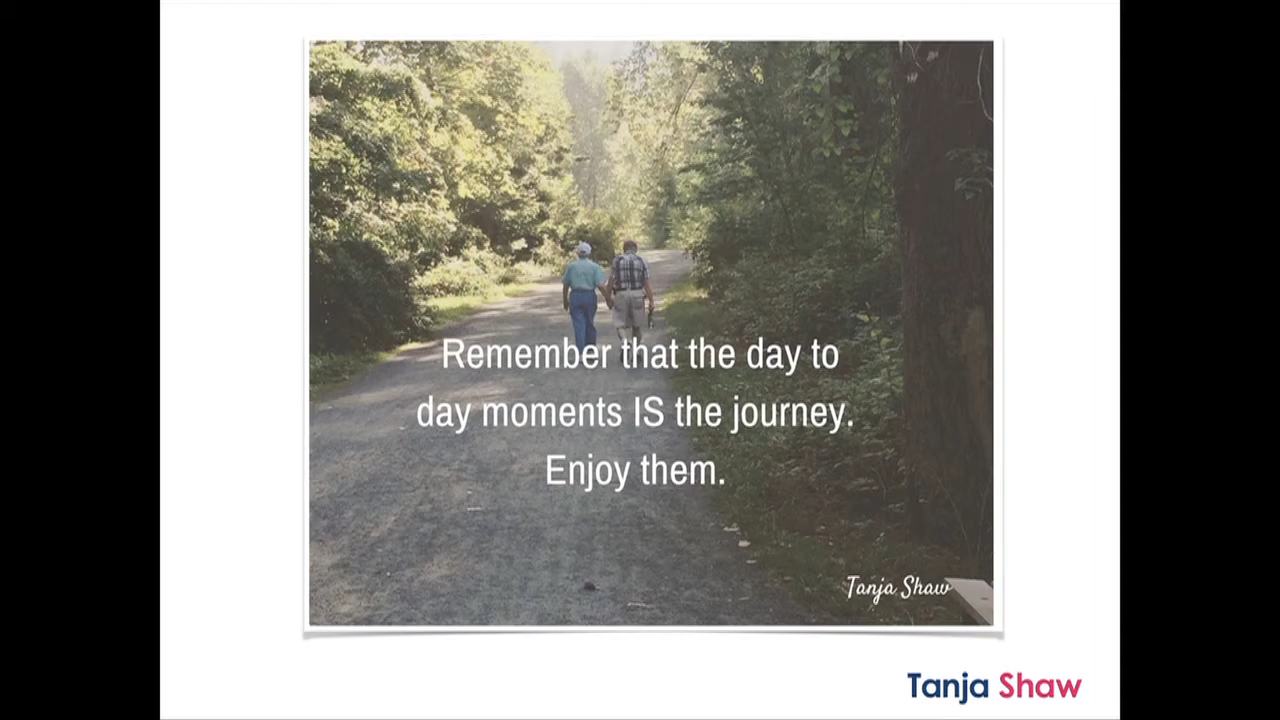 Remember that the day to
day moments IS the journey.
Enjoy them.
Tanja Shaw
Tanja Shaw